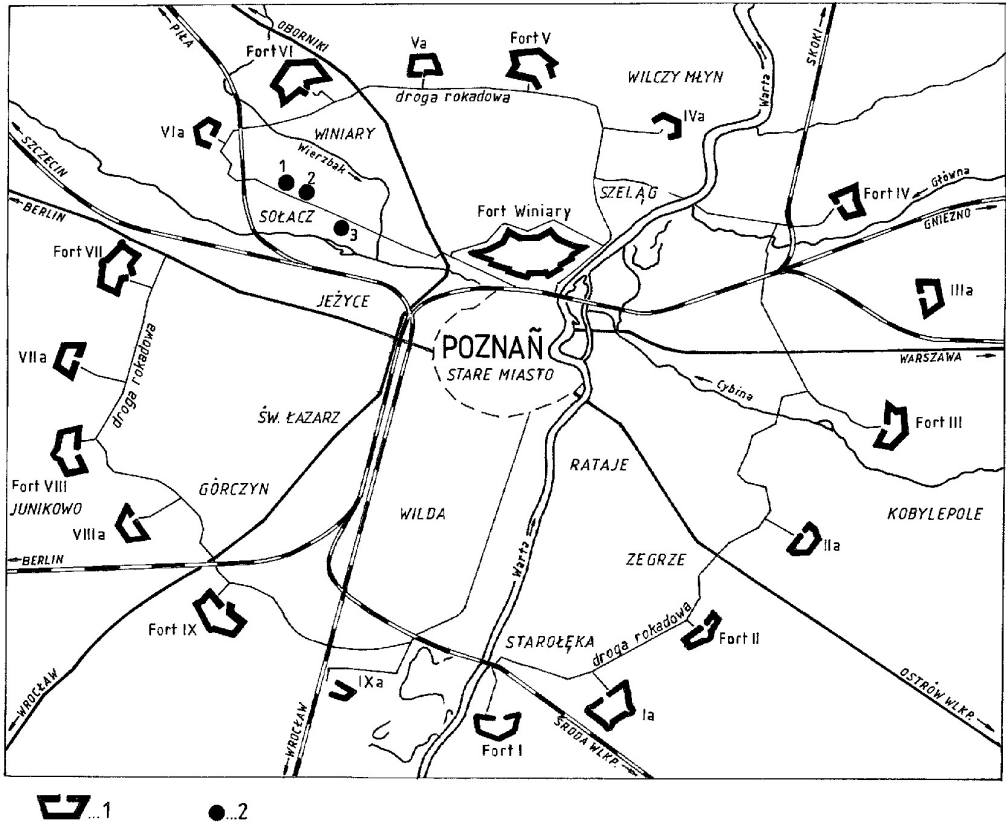 PIŁA
OBORNIKI
Fort VI
Va
Fort V
WILCZY MŁYN
Warta
SKOKI
droga rokadowa
VIa
WINIARY
Wierzbak
IVa
SZCZECIN
1
2
3
SOŁACZ
SZELĄG
Fort IV
Główna
BERLIN
Fort Winiary
GNIEZNO
Fort VII
JEŻYCE
IIIa
droga rokadowa
VIIa
POZNAÑ
STARE MIASTO
WARSZAWA
Cybina
ŚW. ŁAZARZ
Fort III
Fort VIII
JUNIKOWO
GÓRCZYN
RATAJE
VIIIa
WILDA
KOBYLEPOLE
BERLIN
Warta
ZEGRZE
IIa
Fort IX
STAROŁĘKA
droga rokadowa
Fort II
WROCŁAW
IXa
WROCŁAW
Fort I
Ia
ŚRODA WLKP.
OSTRÓW WLKP.
...1
...2